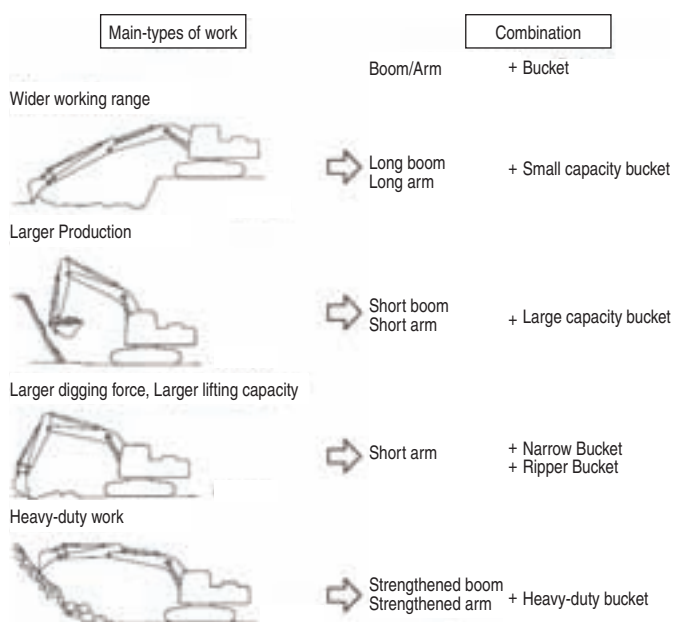 Main-types of work
Combination
Boom/Arm + Bucket
Wider working range
Long boom
Long arm
+ Small capacity bucket
Larger Production
Short boom
Short arm
+ Large capacity bucket
Larger digging force, Larger lifting capacity
Short arm
+ Narrow Bucket
+ Ripper Bucket
Heavy-duty work
Strengthened boom
Strengthened arm
+ Heavy-duty bucket